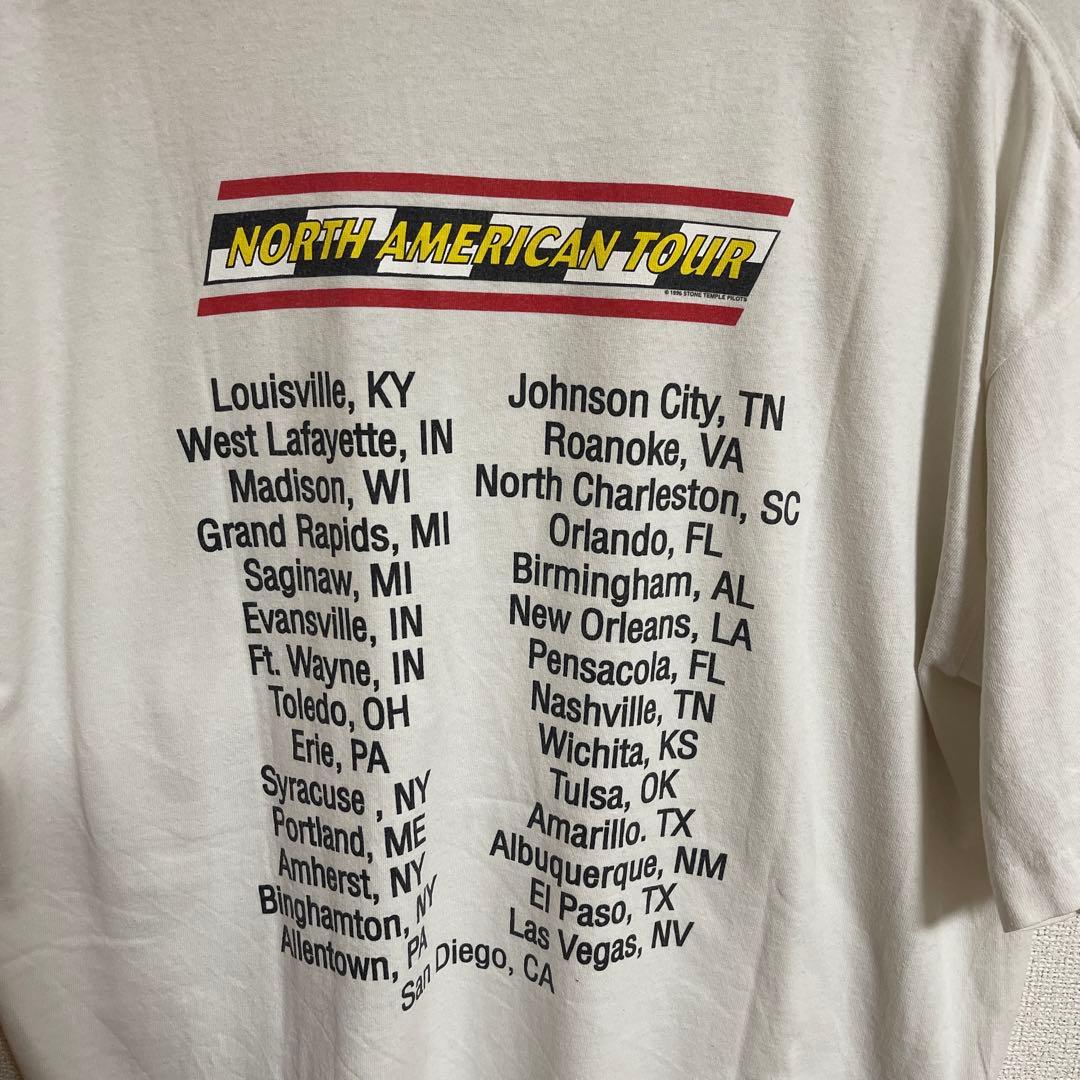 NORTH AMERICAN TOUR
© 1996 STONE TEMPLE PILOTS
Louisville, KY
West Lafayette, IN
Madison, WI
Grand Rapids, MI
Saginaw, MI
Evansville, IN
Ft. Wayne, IN
Toledo, OH
Erie, PA
Syracuse , NY
Portland, ME
Amherst, NY
Binghamton, NY
Allentown, PA
Johnson City, TN
Roanoke, VA
North Charleston, SC
Orlando, FL
Birmingham, AL
New Orleans, LA
Pensacola, FL
Nashville, TN
Wichita, KS
Tulsa, OK
Amarillo. TX
Albuquerque, NM
El Paso, TX
Las Vegas, NV
San Diego, CA